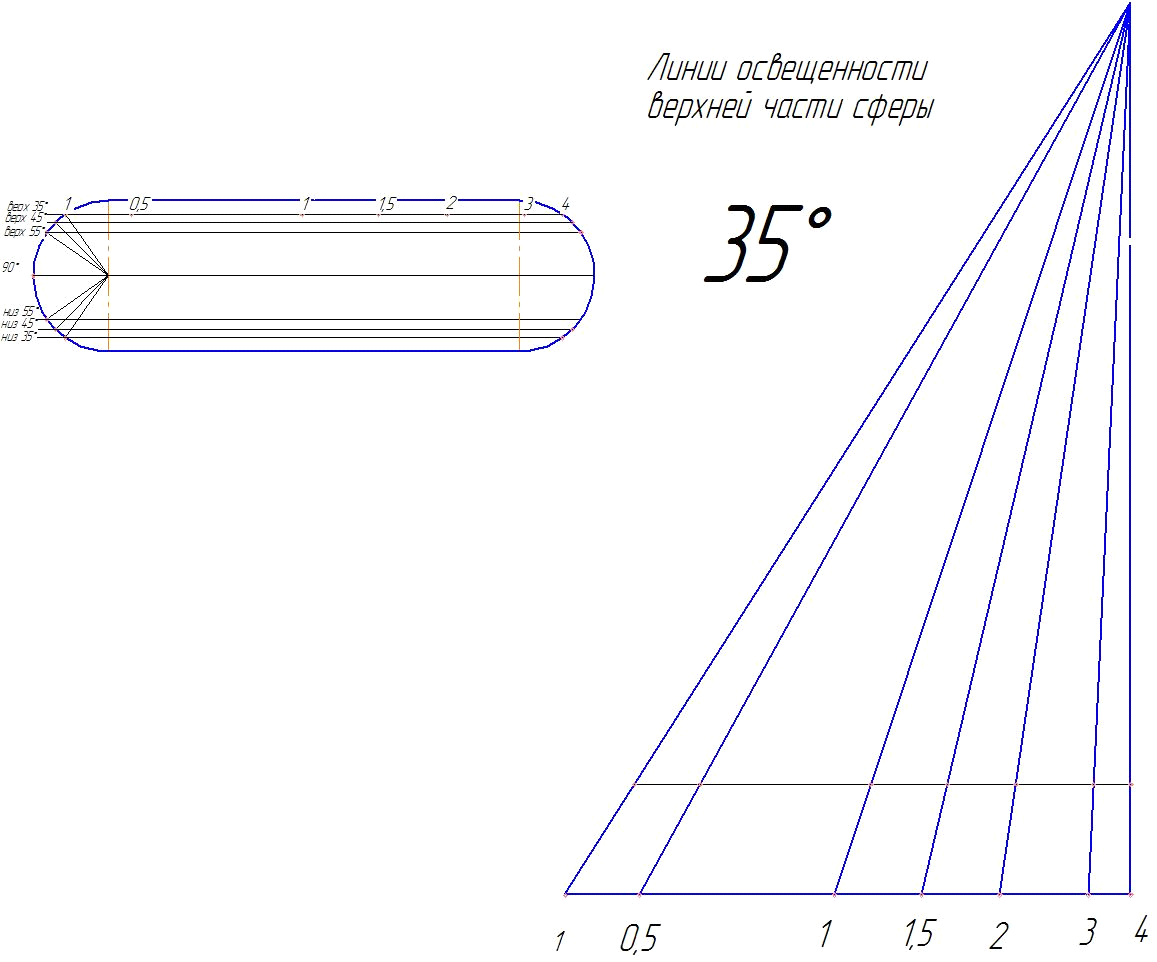 Линии освещенности
верхней части сферы
верх 35° 1 0,5 1 1,5 2 3 4
верх 45°
верх 55°
35°
90°
низ 55°
низ 45°
низ 35°
1 0,5 1 1,5 2 3 4